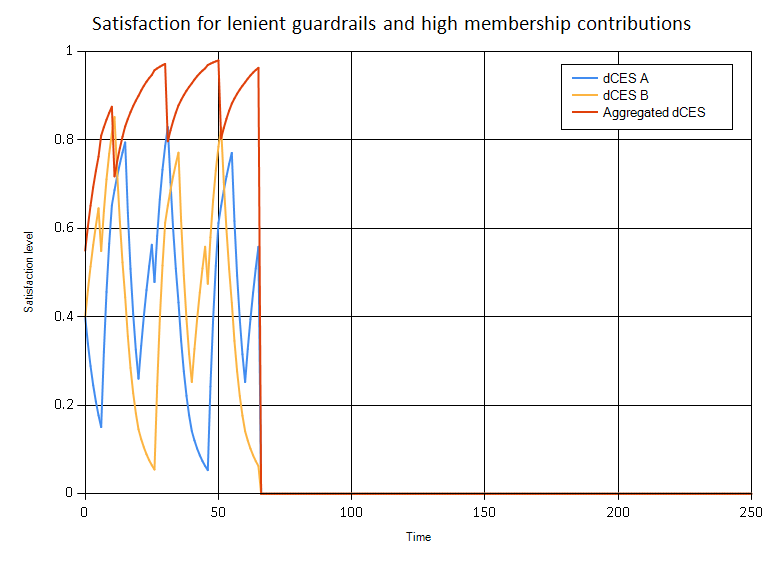 Satisfaction for lenient guardrails and high membership contributions
1
dCES A
dCES B
Aggregated dCES
0.8
0.6
Satisfaction level
0.4
0.2
0
0 50 100 150 200 250
Time